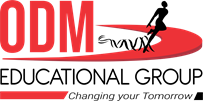 ODM
EDUCATIONAL GROUP
Changing your Tomorrow